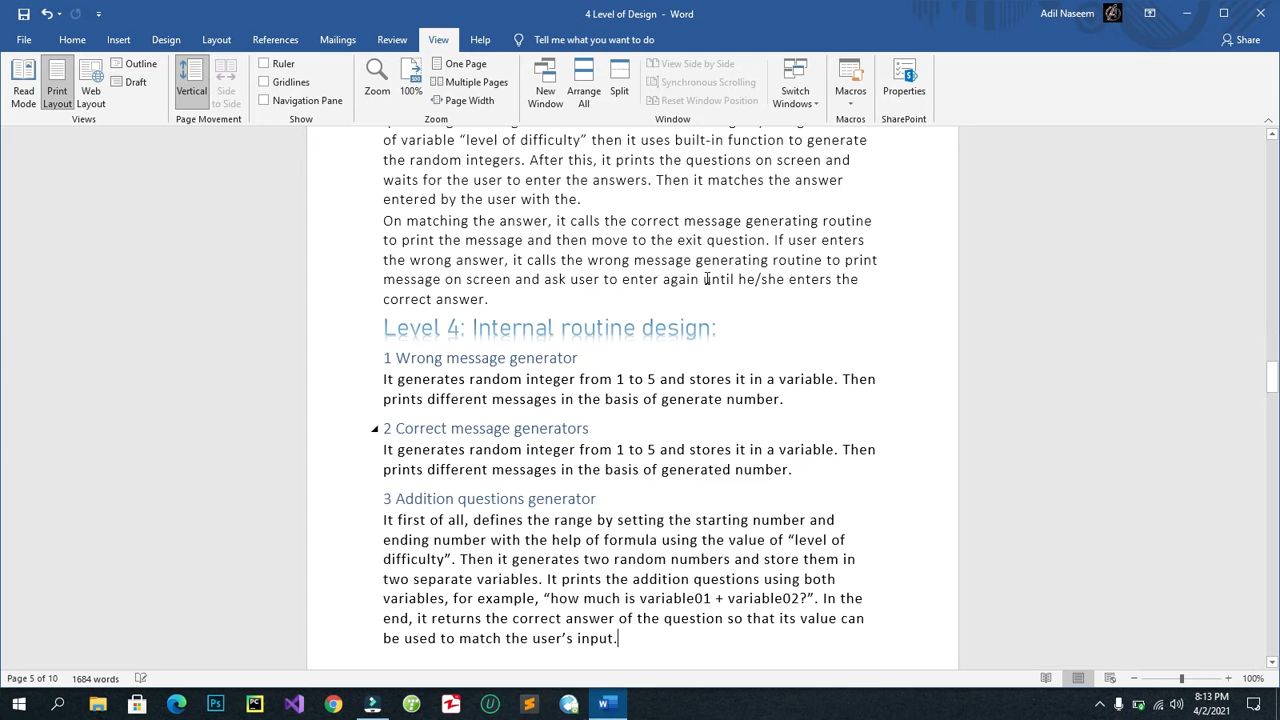 4 Level of Design - Word
Adil Naseem
File Home Insert Design Layout References Mailings Review View Help Tell me what you want to do Share
Read Mode
Print Layout
Web Layout
Outline
Draft
Views
Vertical
Side to Side
Page Movement
Ruler
Gridlines
Navigation Pane
Show
Zoom
100%
One Page
Multiple Pages
Page Width
Zoom
New Window
Arrange All
Split
View Side by Side
Synchronous Scrolling
Reset Window Position
Window
Switch Windows
Macros
Macros
Properties
SharePoint
of variable “level of difficulty” then it uses built-in function to generate
the random integers. After this, it prints the questions on screen and
waits for the user to enter the answers. Then it matches the answer
entered by the user with the.
On matching the answer, it calls the correct message generating routine
to print the message and then move to the exit question. If user enters
the wrong answer, it calls the wrong message generating routine to print
message on screen and ask user to enter again until he/she enters the
correct answer.
Level 4: Internal routine design:
1 Wrong message generator
It generates random integer from 1 to 5 and stores it in a variable. Then
prints different messages in the basis of generate number.
2 Correct message generators
It generates random integer from 1 to 5 and stores it in a variable. Then
prints different messages in the basis of generated number.
3 Addition questions generator
It first of all, defines the range by setting the starting number and
ending number with the help of formula using the value of “level of
difficulty”. Then it generates two random numbers and store them in
two separate variables. It prints the addition questions using both
variables, for example, “how much is variable01 + variable02?”. In the
end, it returns the correct answer of the question so that its value can
be used to match the user’s input.
Page 5 of 10 1684 words 100%
8:13 PM
4/2/2021